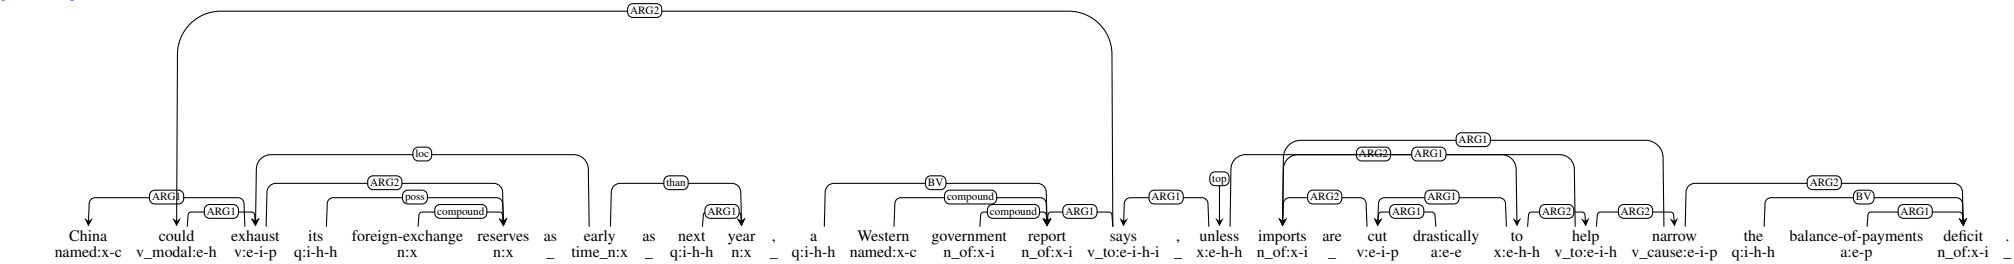 ARG2
ARG1
loc
ARG2 ARG1
top
ARG2 than BV ARG2
ARG1 poss compound BV
ARG1 compound ARG1 compound ARG1 ARG1 ARG2 ARG1 ARG1 ARG2 ARG2 ARG1
China could exhaust its foreign-exchange reserves as early as next year , a Western government report says , unless imports are cut drastically to help narrow the balance-of-payments deficit .
named:x-c v_modal:e-h v:e-i-p q:i-h-h n:x n:x _ time_n:x _ q:i-h-h n:x _ q:i-h-h named:x-c n_of:x-i n_of:x-i v_to:e-i-h-i _ x:e-h-h n_of:x-i _ v:e-i-p a:e-e x:e-h-h v_to:e-i-h v_cause:e-i-p q:i-h-h a:e-p n_of:x-i _